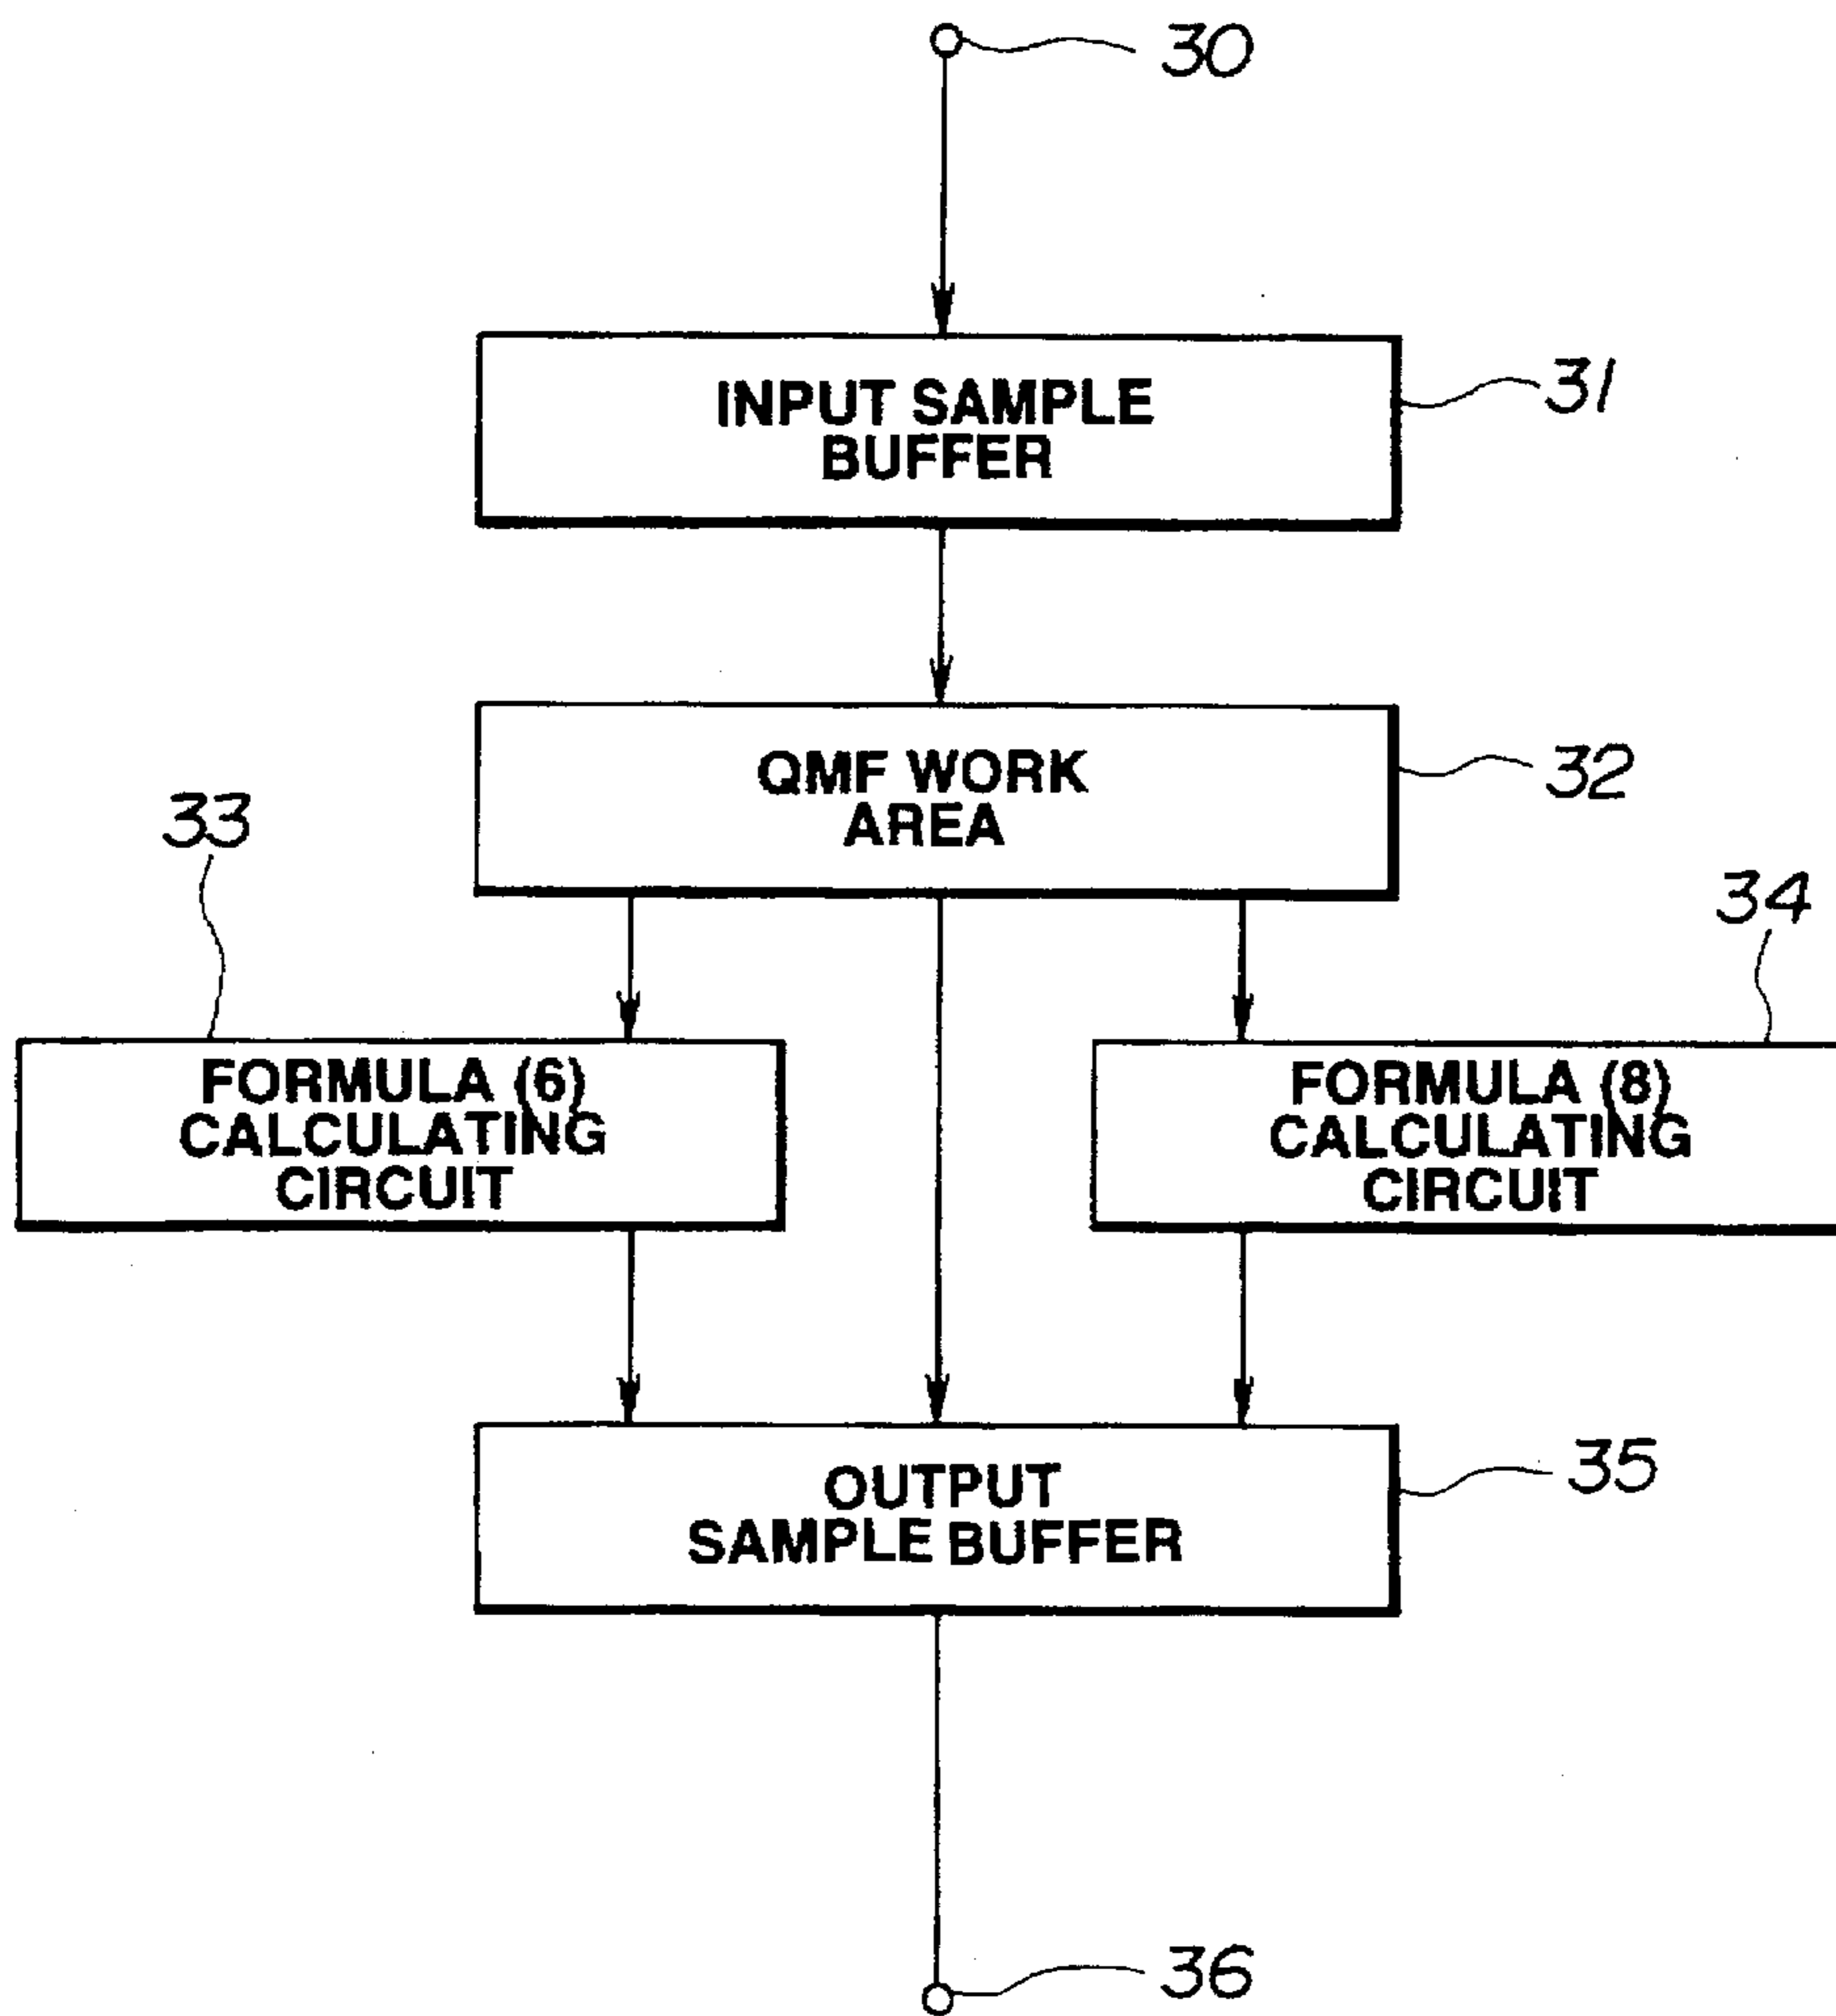 30
INPUT SAMPLE
BUFFER
31
QMF WORK
AREA
32
33
34
FORMULA (6)
CALCULATING
CIRCUIT
FORMULA (8)
CALCULATING
CIRCUIT
OUTPUT
SAMPLE BUFFER
35
36